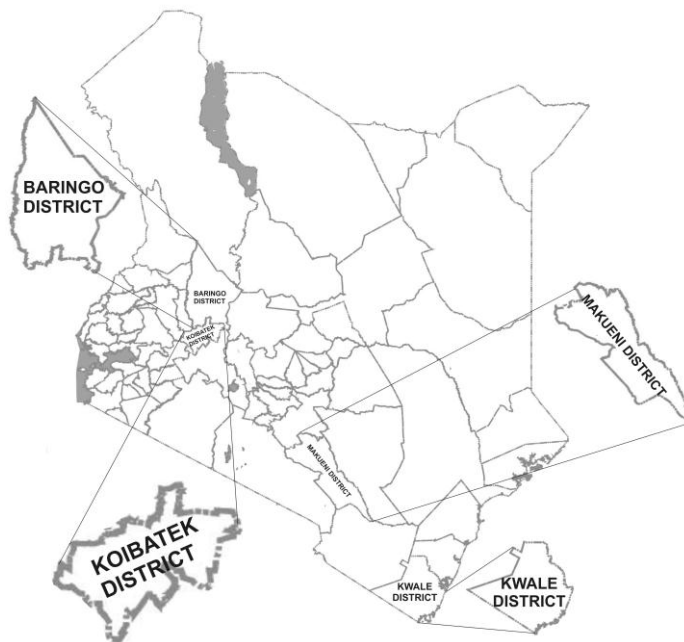 BARINGO
DISTRICT
BARINGO
DISTRICT
KOIBATEK
DISTRICT
MAKUENI DISTRICT
MAKUENI DISTRICT
KOIBATEK
DISTRICT
KWALE
DISTRICT
KWALE
DISTRICT